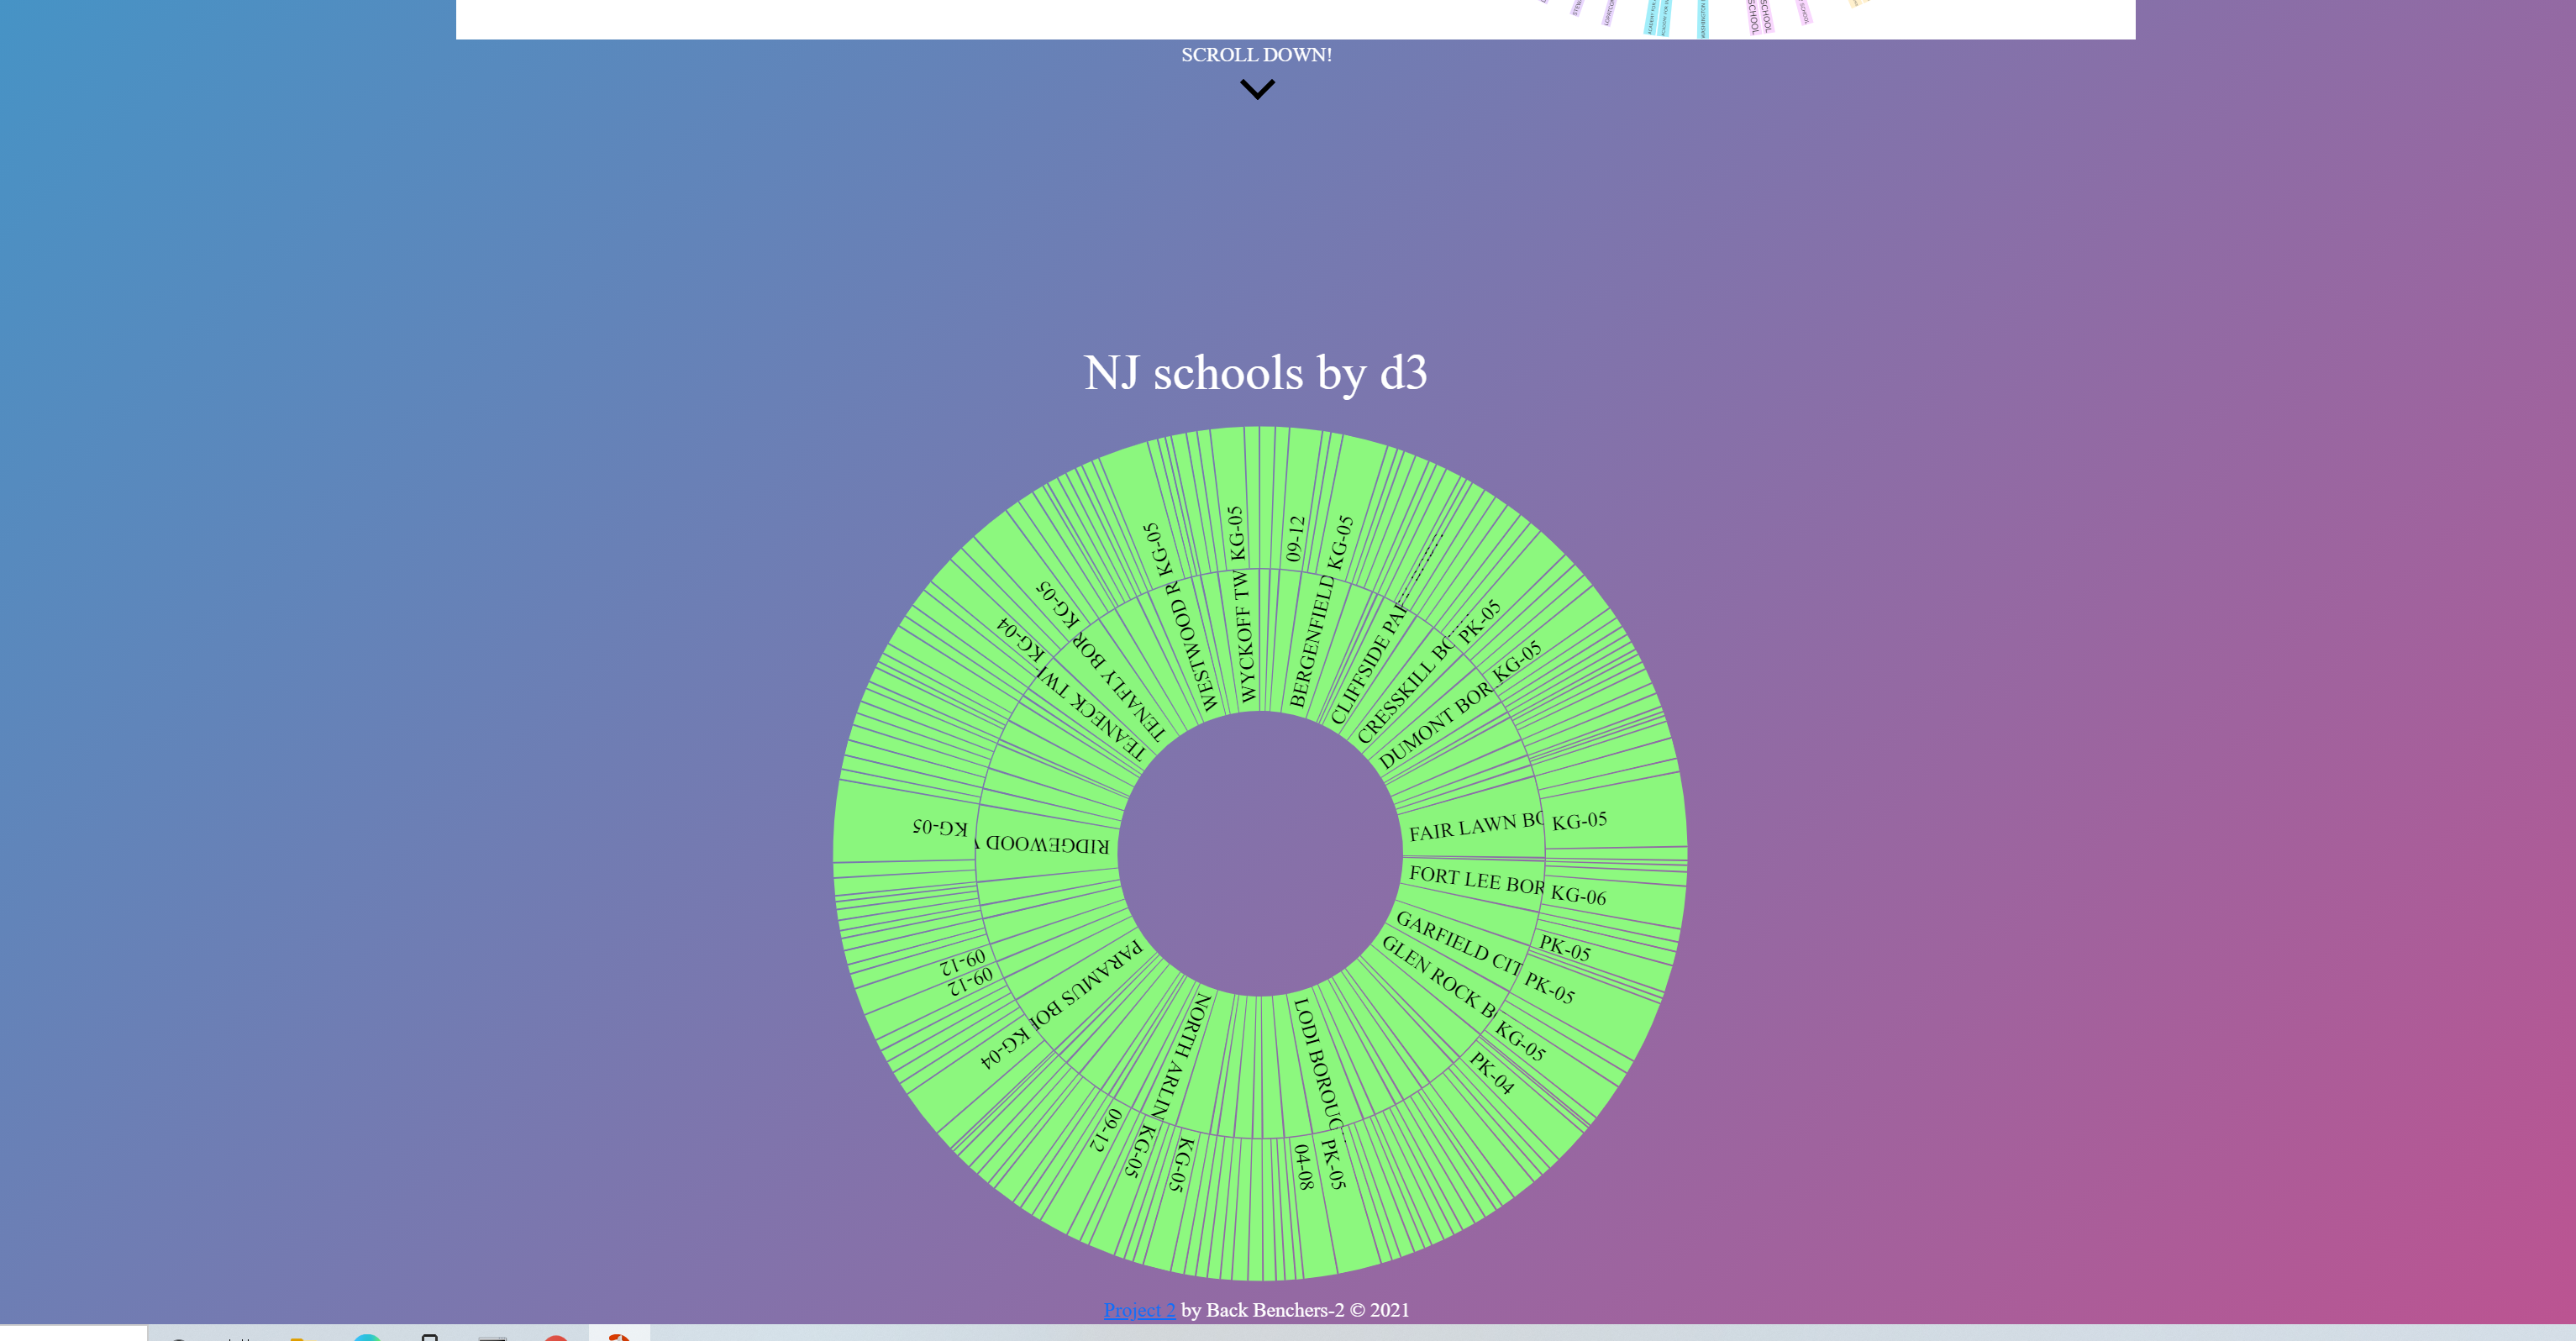 SCHOOL
SCHOOL
SCROLL DOWN!
NJ schools by d3
KG-05
WYCKOFF TW
09-12
KG-05
BERGENFIELD
CLIFFSIDE PA
PK-05
CRESSKILL BO
KG-05
DUMONT BOR
KG-05
FAIR LAWN BO
KG-06
FORT LEE BOR
PK-05
PK-05
GARFIELD CIT
KG-05
GLEN ROCK B
PK-04
PK-05
LODI BOROUG
04-08
KG-05
KG-05
NORTH ARLIN
09-12
KG-04
PARAMUS BOR
09-12
09-12
KG-05
RIDGEWOOD
KG-04
TEANECK TW
KG-05
TENAFLY BOR
KG-05
WESTWOOD R
Project 2 by Back Benchers-2 © 2021